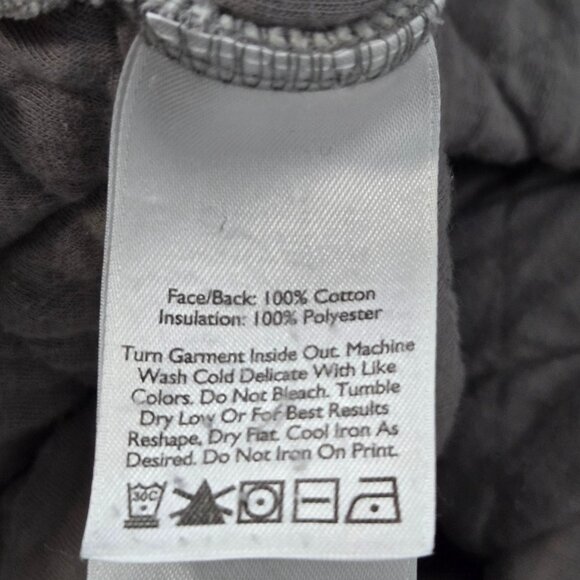 Face/Back: 100% Cotton
Insulation: 100% Polyester
Turn Garment Inside Out. Machine
Wash Cold Delicate With Like
Colors. Do Not Bleach. Tumble
Dry Low Or For Best Results
Reshape, Dry Flat. Cool Iron As
Desired. Do Not Iron On Print.
30C